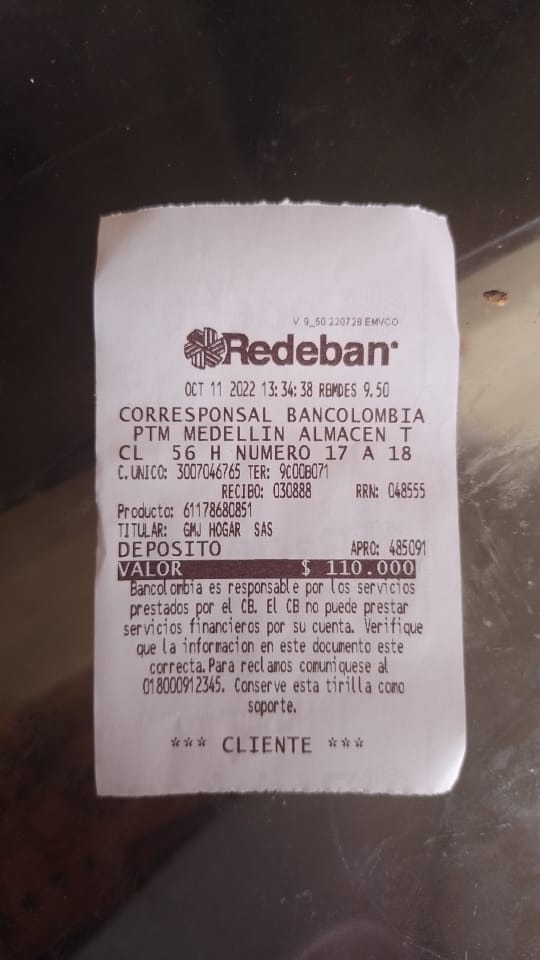 V. 9_50 220728 EMVCO
Redeban
OCT 11 2022 13:34:38 RBMDES 9.50
CORRESPONSAL BANCOLOMBIA
PTM MEDELLIN ALMACEN T
CL 56 H NUMERO 17 A 18
C.UNICO: 3007046765 TER: 9C00B071
RECIBO: 030888 RRN: 048555
Producto: 61178680851
TITULAR: GMJ HOGAR SAS
DEPOSITO APRO: 485091
VALOR $ 110.000
Bancolombia es responsable por los servicios
prestados por el CB. El CB no puede prestar
servicios financieros por su cuenta. Verifique
que la informacion en este documento este
correcta.Para reclamos comuniquese al
018000912345. Conserve esta tirilla como
soporte.
*** CLIENTE ***